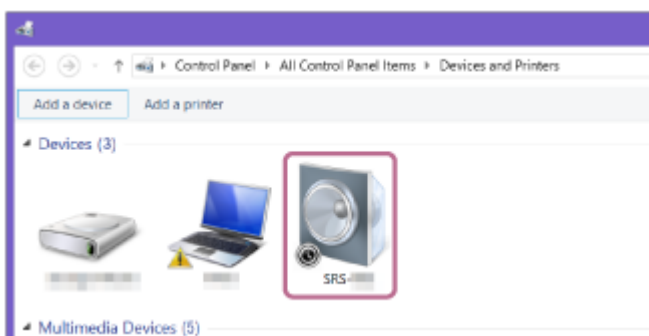 Control Panel All Control Panel Items Devices and Printers
Add a device Add a printer
Devices (3)
SRS-
Multimedia Devices (5)